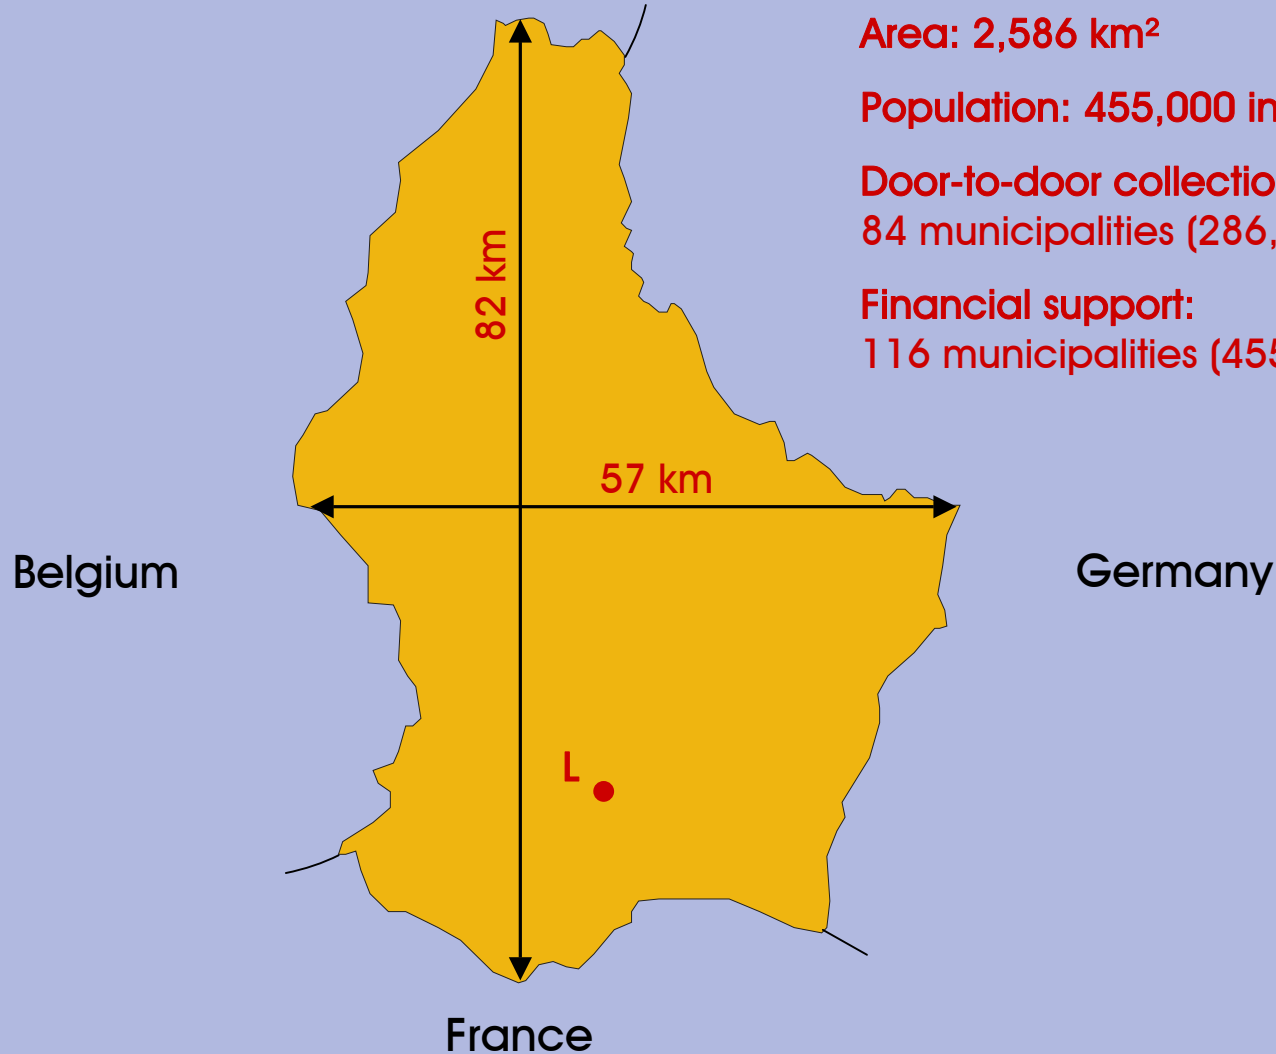 Area: 2,586 km²
Population: 455,000 in
Door-to-door collectio
84 municipalities (286,
Financial support:
116 municipalities (455
82 km
57 km
Belgium
Germany
L
France